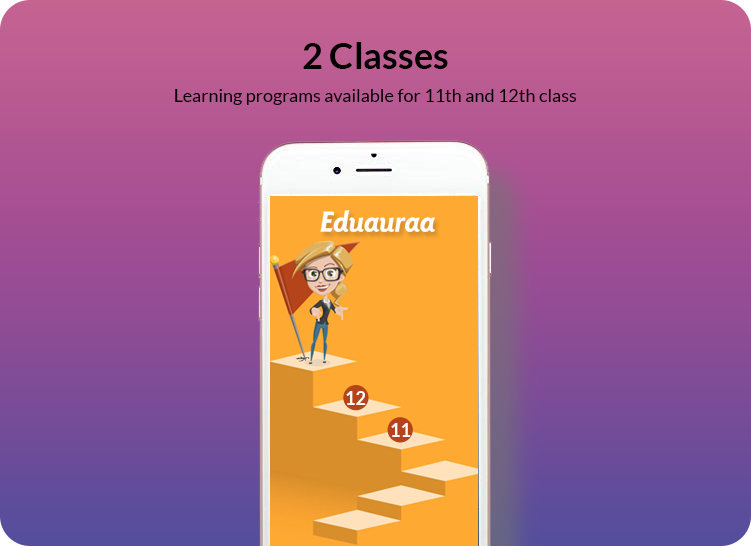 2 Classes
Learning programs available for 11th and 12th class
Eduauraa
12
11